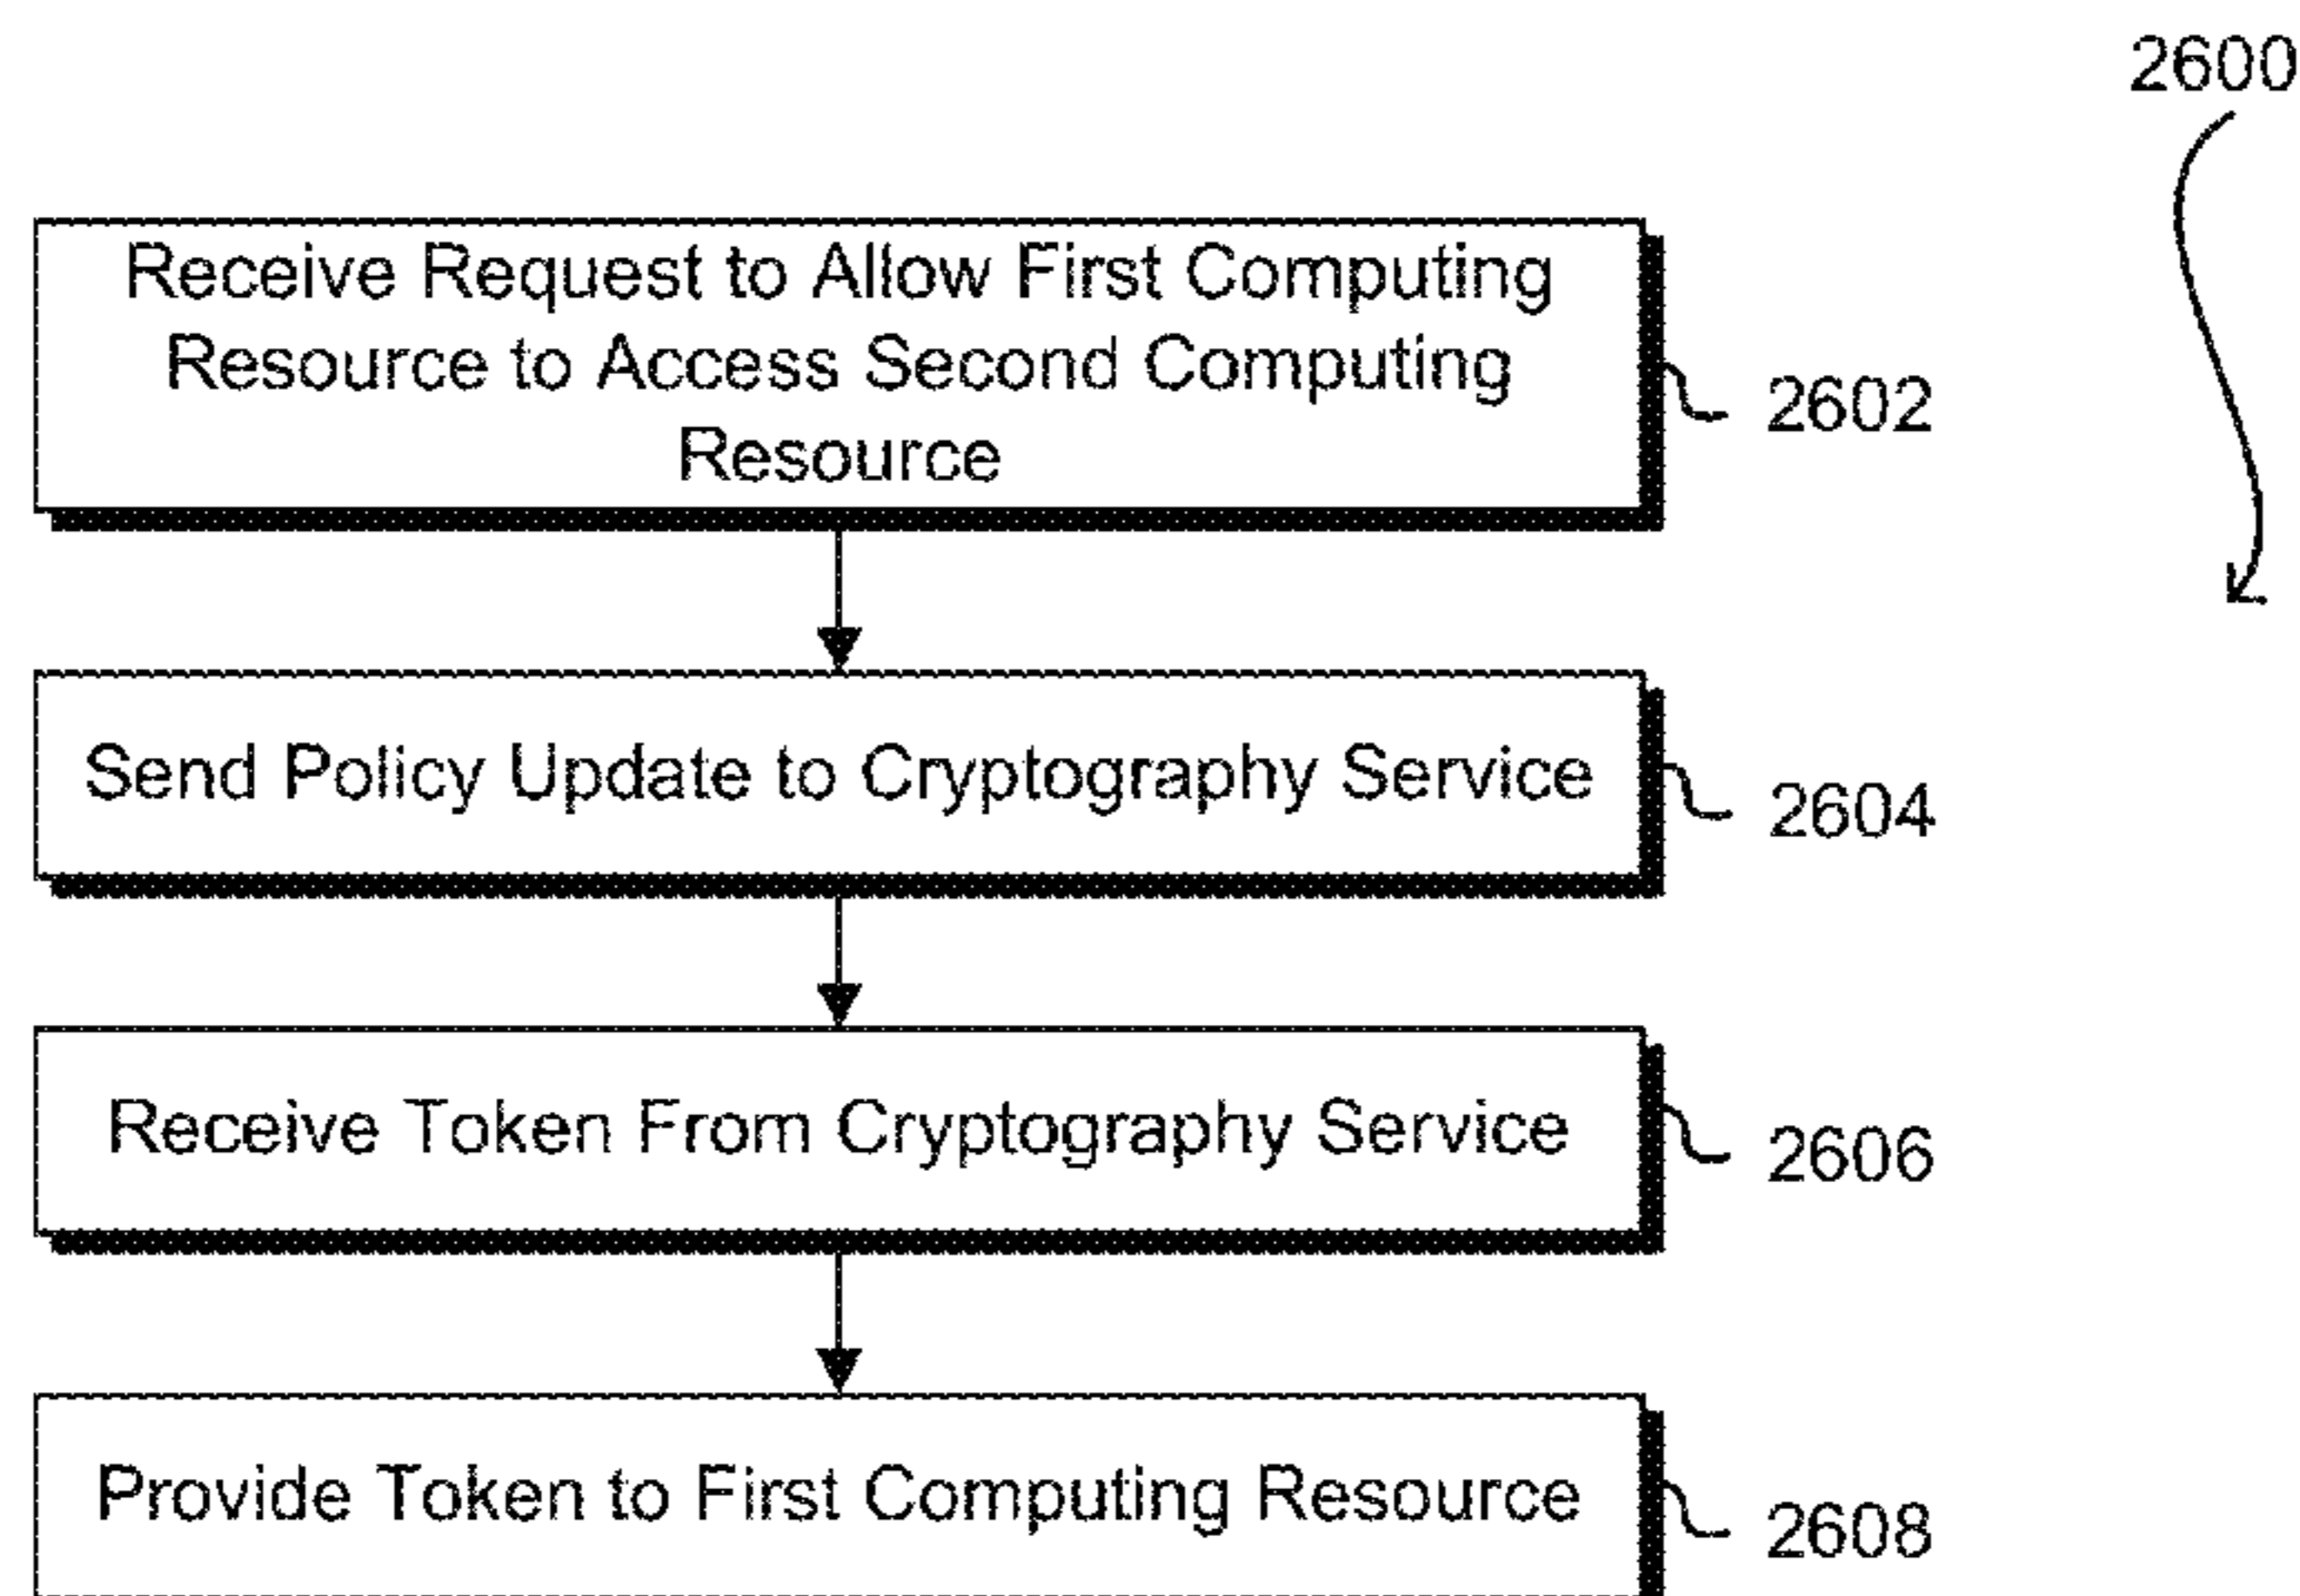 2600
Receive Request to Allow First Computing
Resource to Access Second Computing
Resource
2602
Send Policy Update to Cryptography Service
2604
Receive Token From Cryptography Service
2606
Provide Token to First Computing Resource
2608